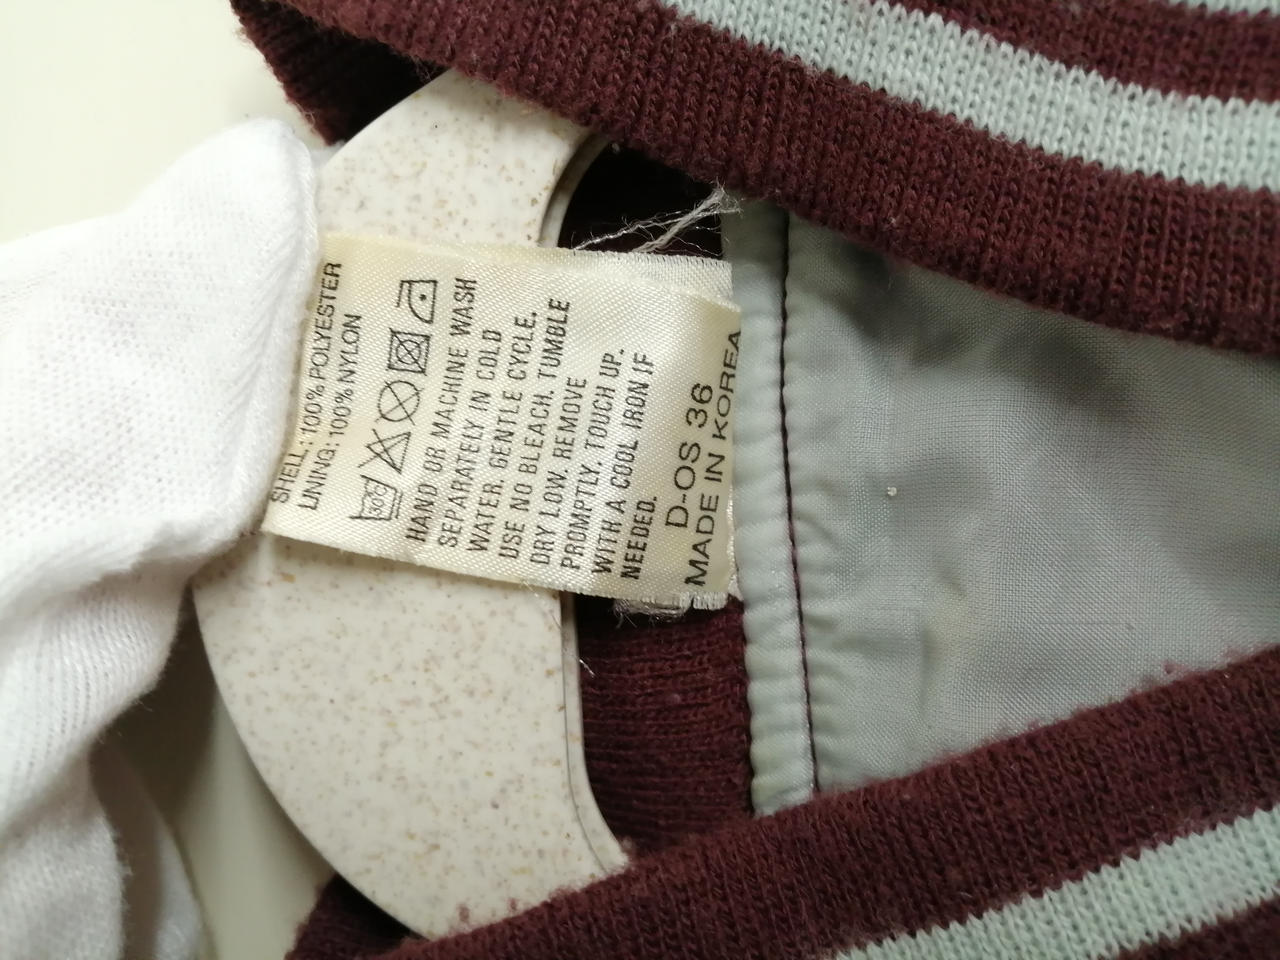 SHELL: 100% POLYESTER
LINING: 100% NYLON
30°
HAND OR MACHINE WASH
SEPARATELY IN COLD
WATER. GENTLE CYCLE.
USE NO BLEACH. TUMBLE
DRY LOW. REMOVE
PROMPTLY. TOUCH UP.
WITH A COOL IRON IF
NEEDED.
D-OS 36
MADE IN KOREA